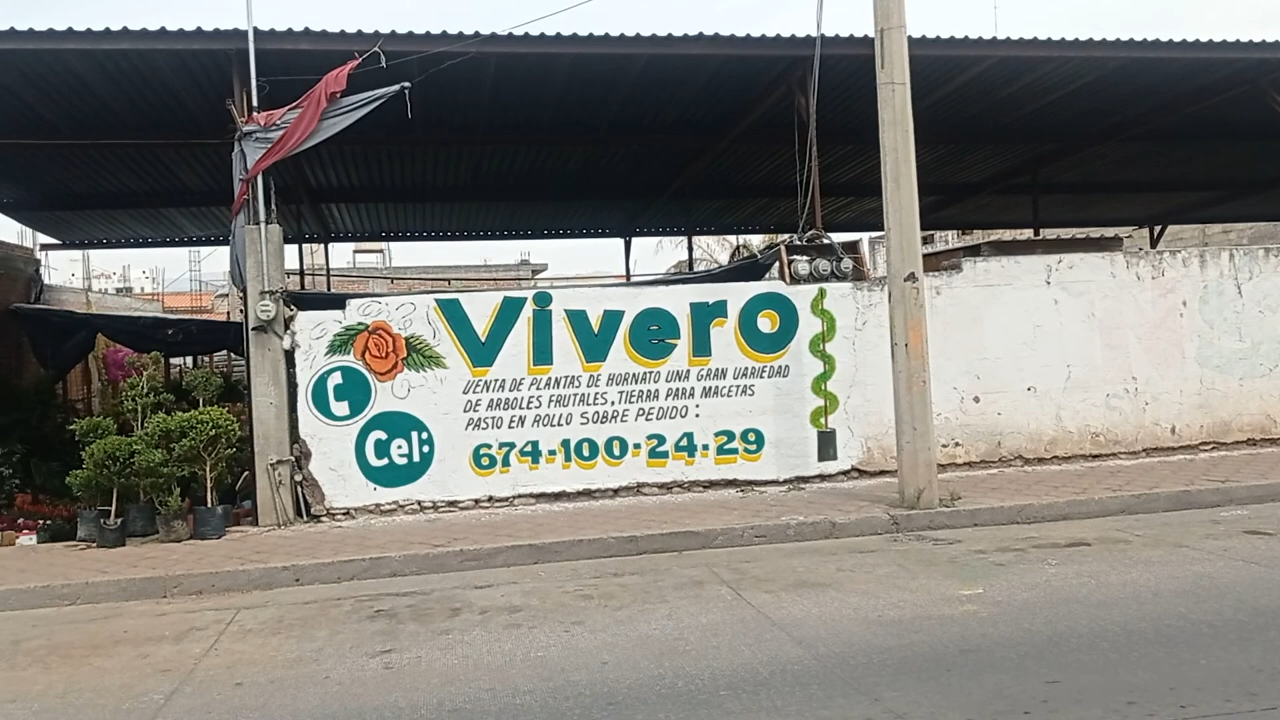 Vivero
VENTA DE PLANTAS DE HORNATO UNA GRAN VARIEDAD
DE ARBOLES FRUTALES, TIERRA PARA MACETAS
PASTO EN ROLLO SOBRE PEDIDO:
Cel:
674-100-24-29